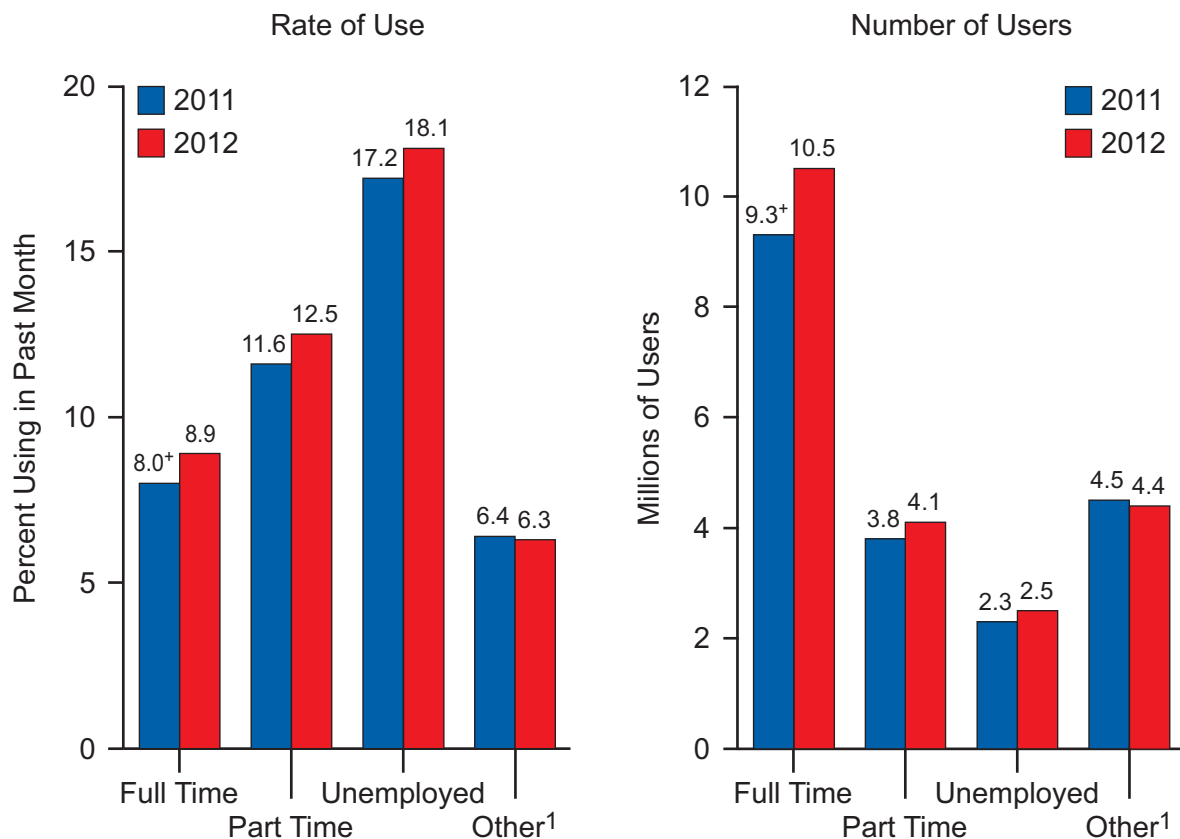 Rate of Use
Percent Using in Past Month
20
15
10
5
0
2011
2012
8.0+
8.9
11.6
12.5
17.2
18.1
6.4
6.3
Full Time
Part Time
Unemployed
Other1
Number of Users
Millions of Users
12
10
8
6
4
2
0
2011
2012
9.3+
10.5
3.8
4.1
2.3
2.5
4.5
4.4
Full Time
Part Time
Unemployed
Other1